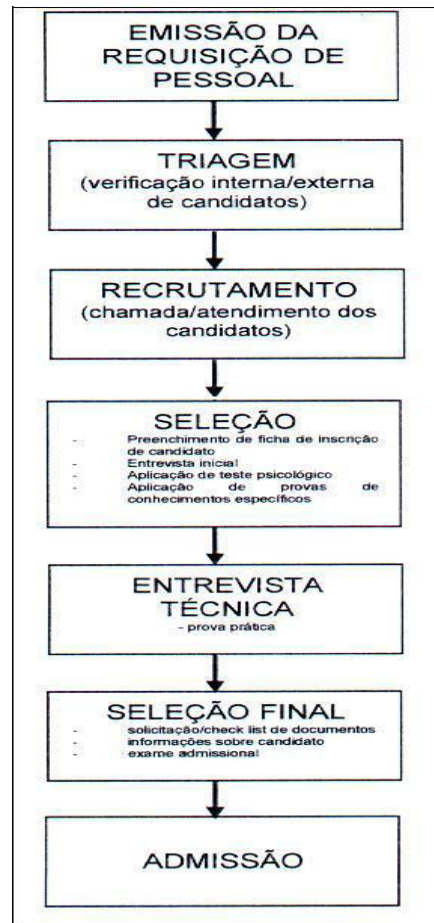 EMISSÃO DA
REQUISIÇÃO DE
PESSOAL
TRIAGEM
(verificação interna/externa
de candidatos)
RECRUTAMENTO
(chamada/atendimento dos
candidatos)
SELEÇÃO
- Preenchimento de ficha de inscrição
de candidato
- Entrevista inicial
- Aplicação de teste psicológico
- Aplicação de provas de
conhecimentos específicos
ENTREVISTA
TÉCNICA
- prova prática
SELEÇÃO FINAL
- solicitação/check list de documentos
- informações sobre candidato
- exame admissional
ADMISSÃO